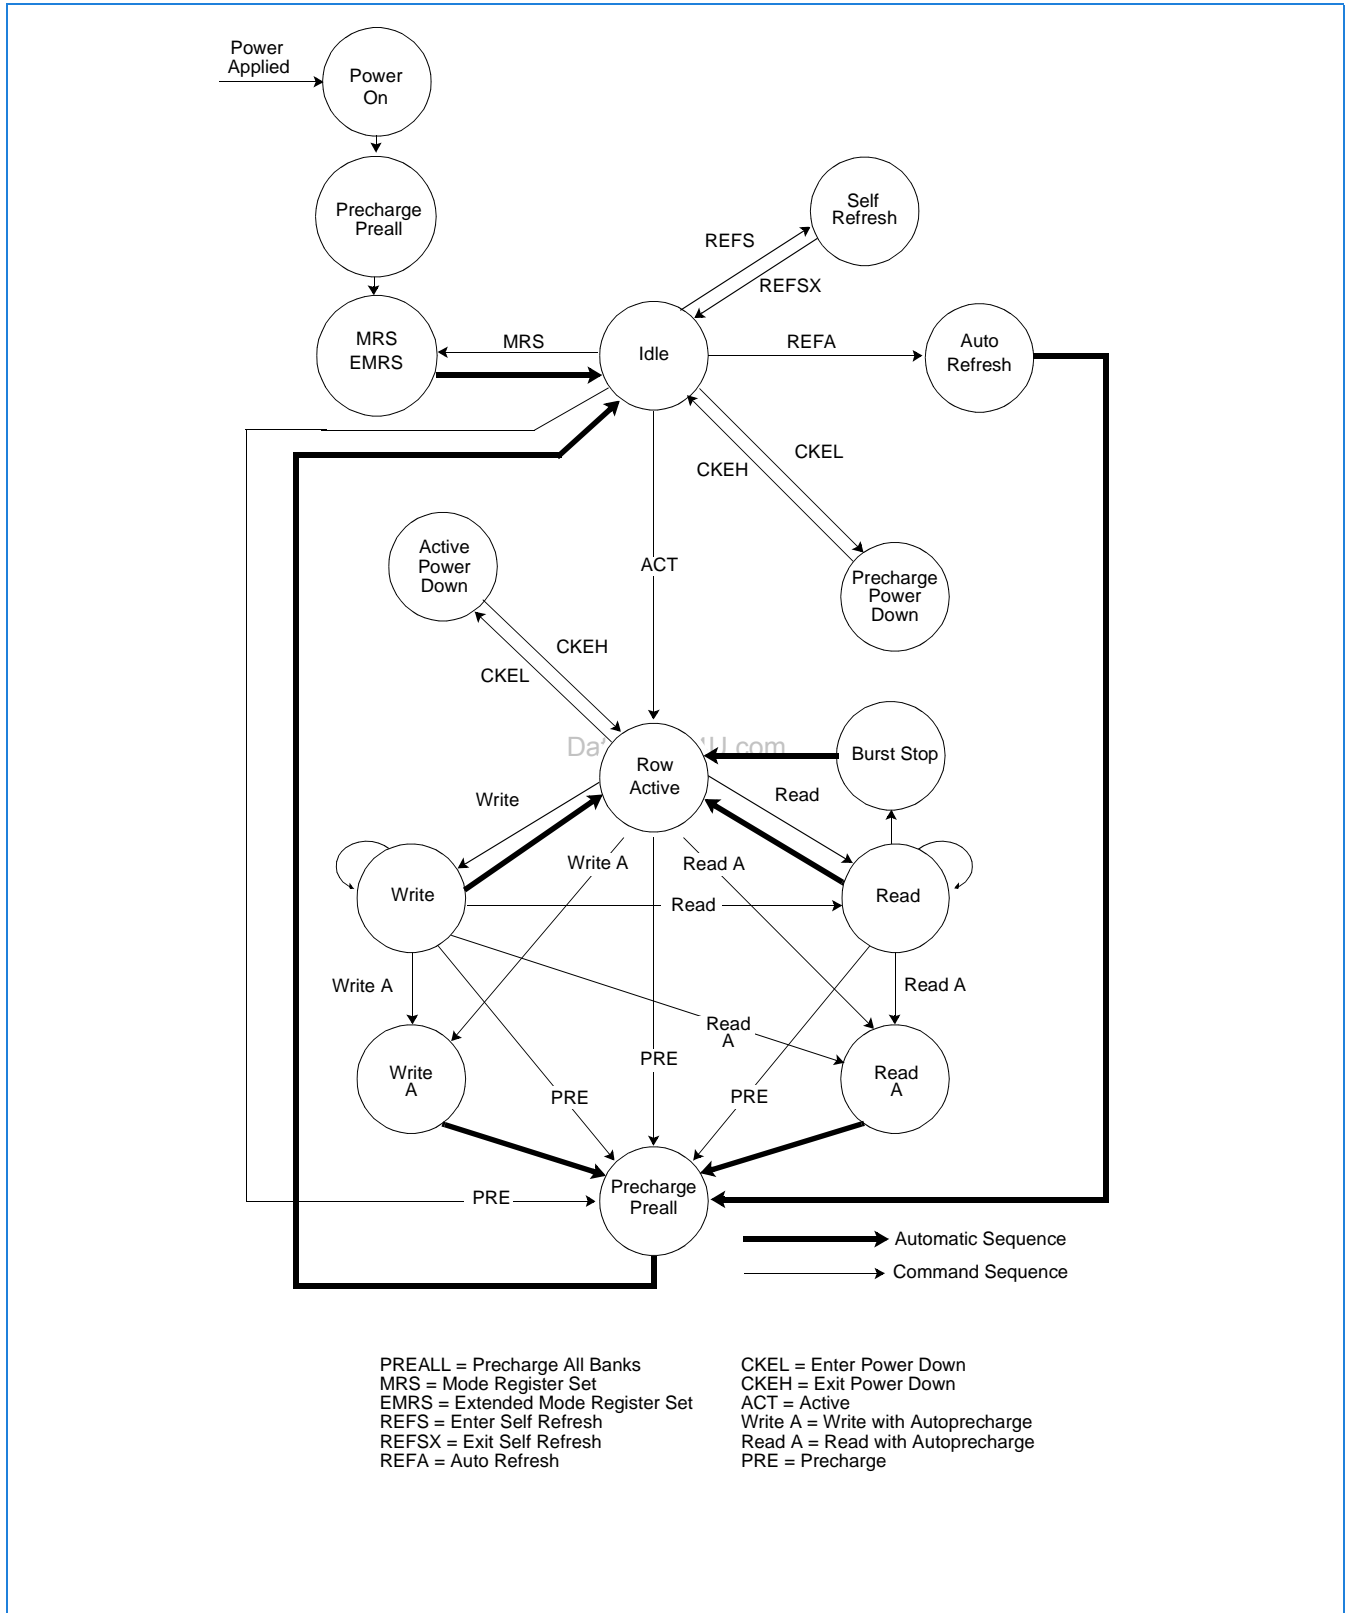 Power
Applied
Power
On
Precharge
Preall
Self
Refresh
REFS
REFSX
MRS
EMRS
MRS
Idle
REFA
Auto
Refresh
CKEL
CKEH
Active
Power
Down
ACT
Precharge
Power
Down
CKEH
CKEL
Burst Stop
Row
Active
Write
Read
Write A
Read A
Write
Read
Read
Write A
Read A
Read
A
PRE
Write
A
Read
A
PRE
PRE
Precharge
Preall
PRE
Automatic Sequence
Command Sequence
PREALL = Precharge All Banks
MRS = Mode Register Set
EMRS = Extended Mode Register Set
REFS = Enter Self Refresh
REFSX = Exit Self Refresh
REFA = Auto Refresh
CKEL = Enter Power Down
CKEH = Exit Power Down
ACT = Active
Write A = Write with Autoprecharge
Read A = Read with Autoprecharge
PRE = Precharge